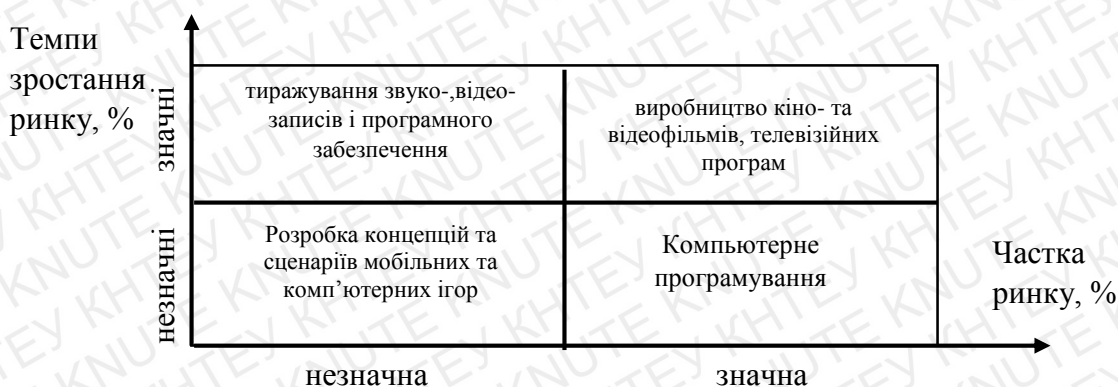 Темпи
зростання
ринку, %
значні
тиражування звуко-,відео-
записів і програмного
забезпечення
виробництво кіно- та
відеофільмів, телевізійних
програм
незначні
Розробка концепцій та
сценаріїв мобільних та
комп’ютерних ігор
Компьютерне
програмування
Частка
ринку, %
незначна
значна